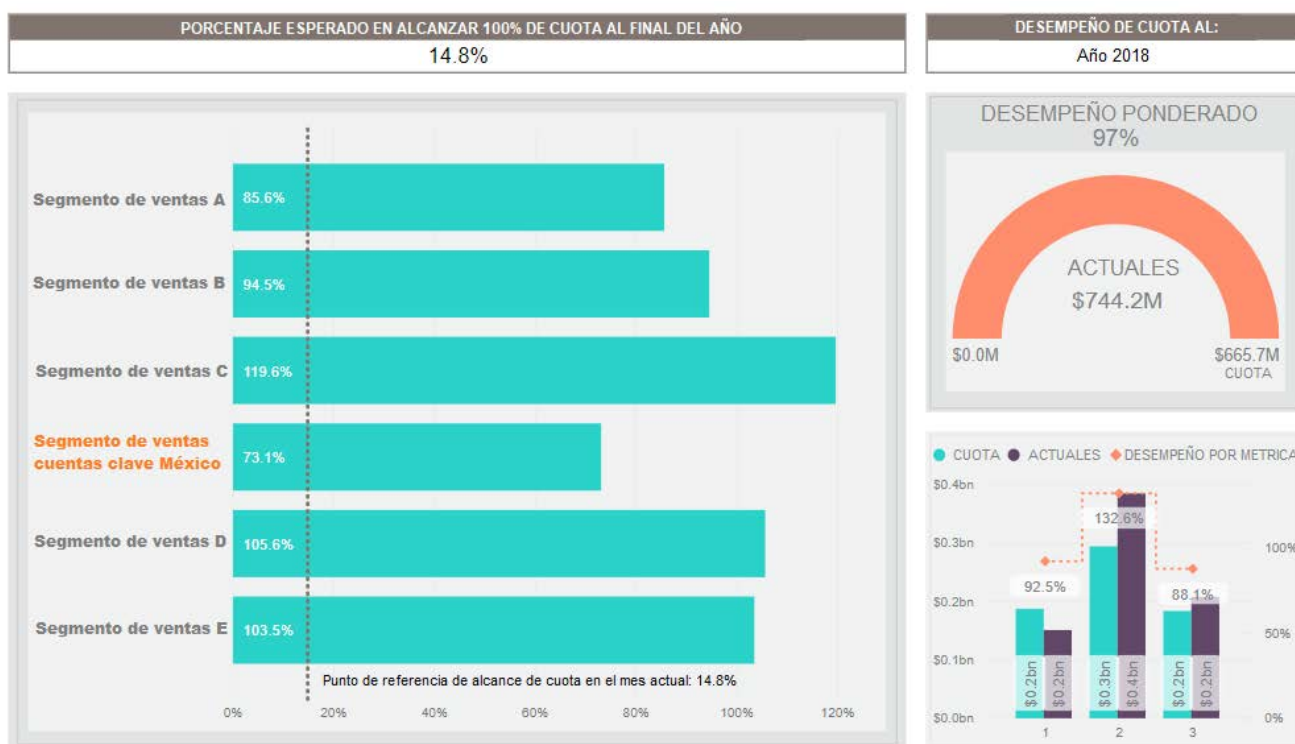 PORCENTAJE ESPERADO EN ALCANZAR 100% DE CUOTA AL FINAL DEL AÑO
14.8%
Segmento de ventas A
85.6%
Segmento de ventas B
94.5%
Segmento de ventas C
119.6%
Segmento de ventas
cuentas clave México
73.1%
Segmento de ventas D
105.6%
Segmento de ventas E
103.5%
Punto de referencia de alcance de cuota en el mes actual: 14.8%
0% 20% 40% 60% 80% 100% 120%
DESEMPEÑO DE CUOTA AL:
Año 2018
DESEMPEÑO PONDERADO
97%
ACTUALES
$744.2M
$0.0M $665.7M
CUOTA
CUOTA ACTUALES DESEMPEÑO POR METRICA
$0.4bn
132.6%
$0.3bn
100%
92.5% 88.1%
$0.2bn
50%
$0.1bn
$0.2bn $0.2bn $0.3bn $0.4bn $0.2bn $0.2bn
$0.0bn 0%
1 2 3